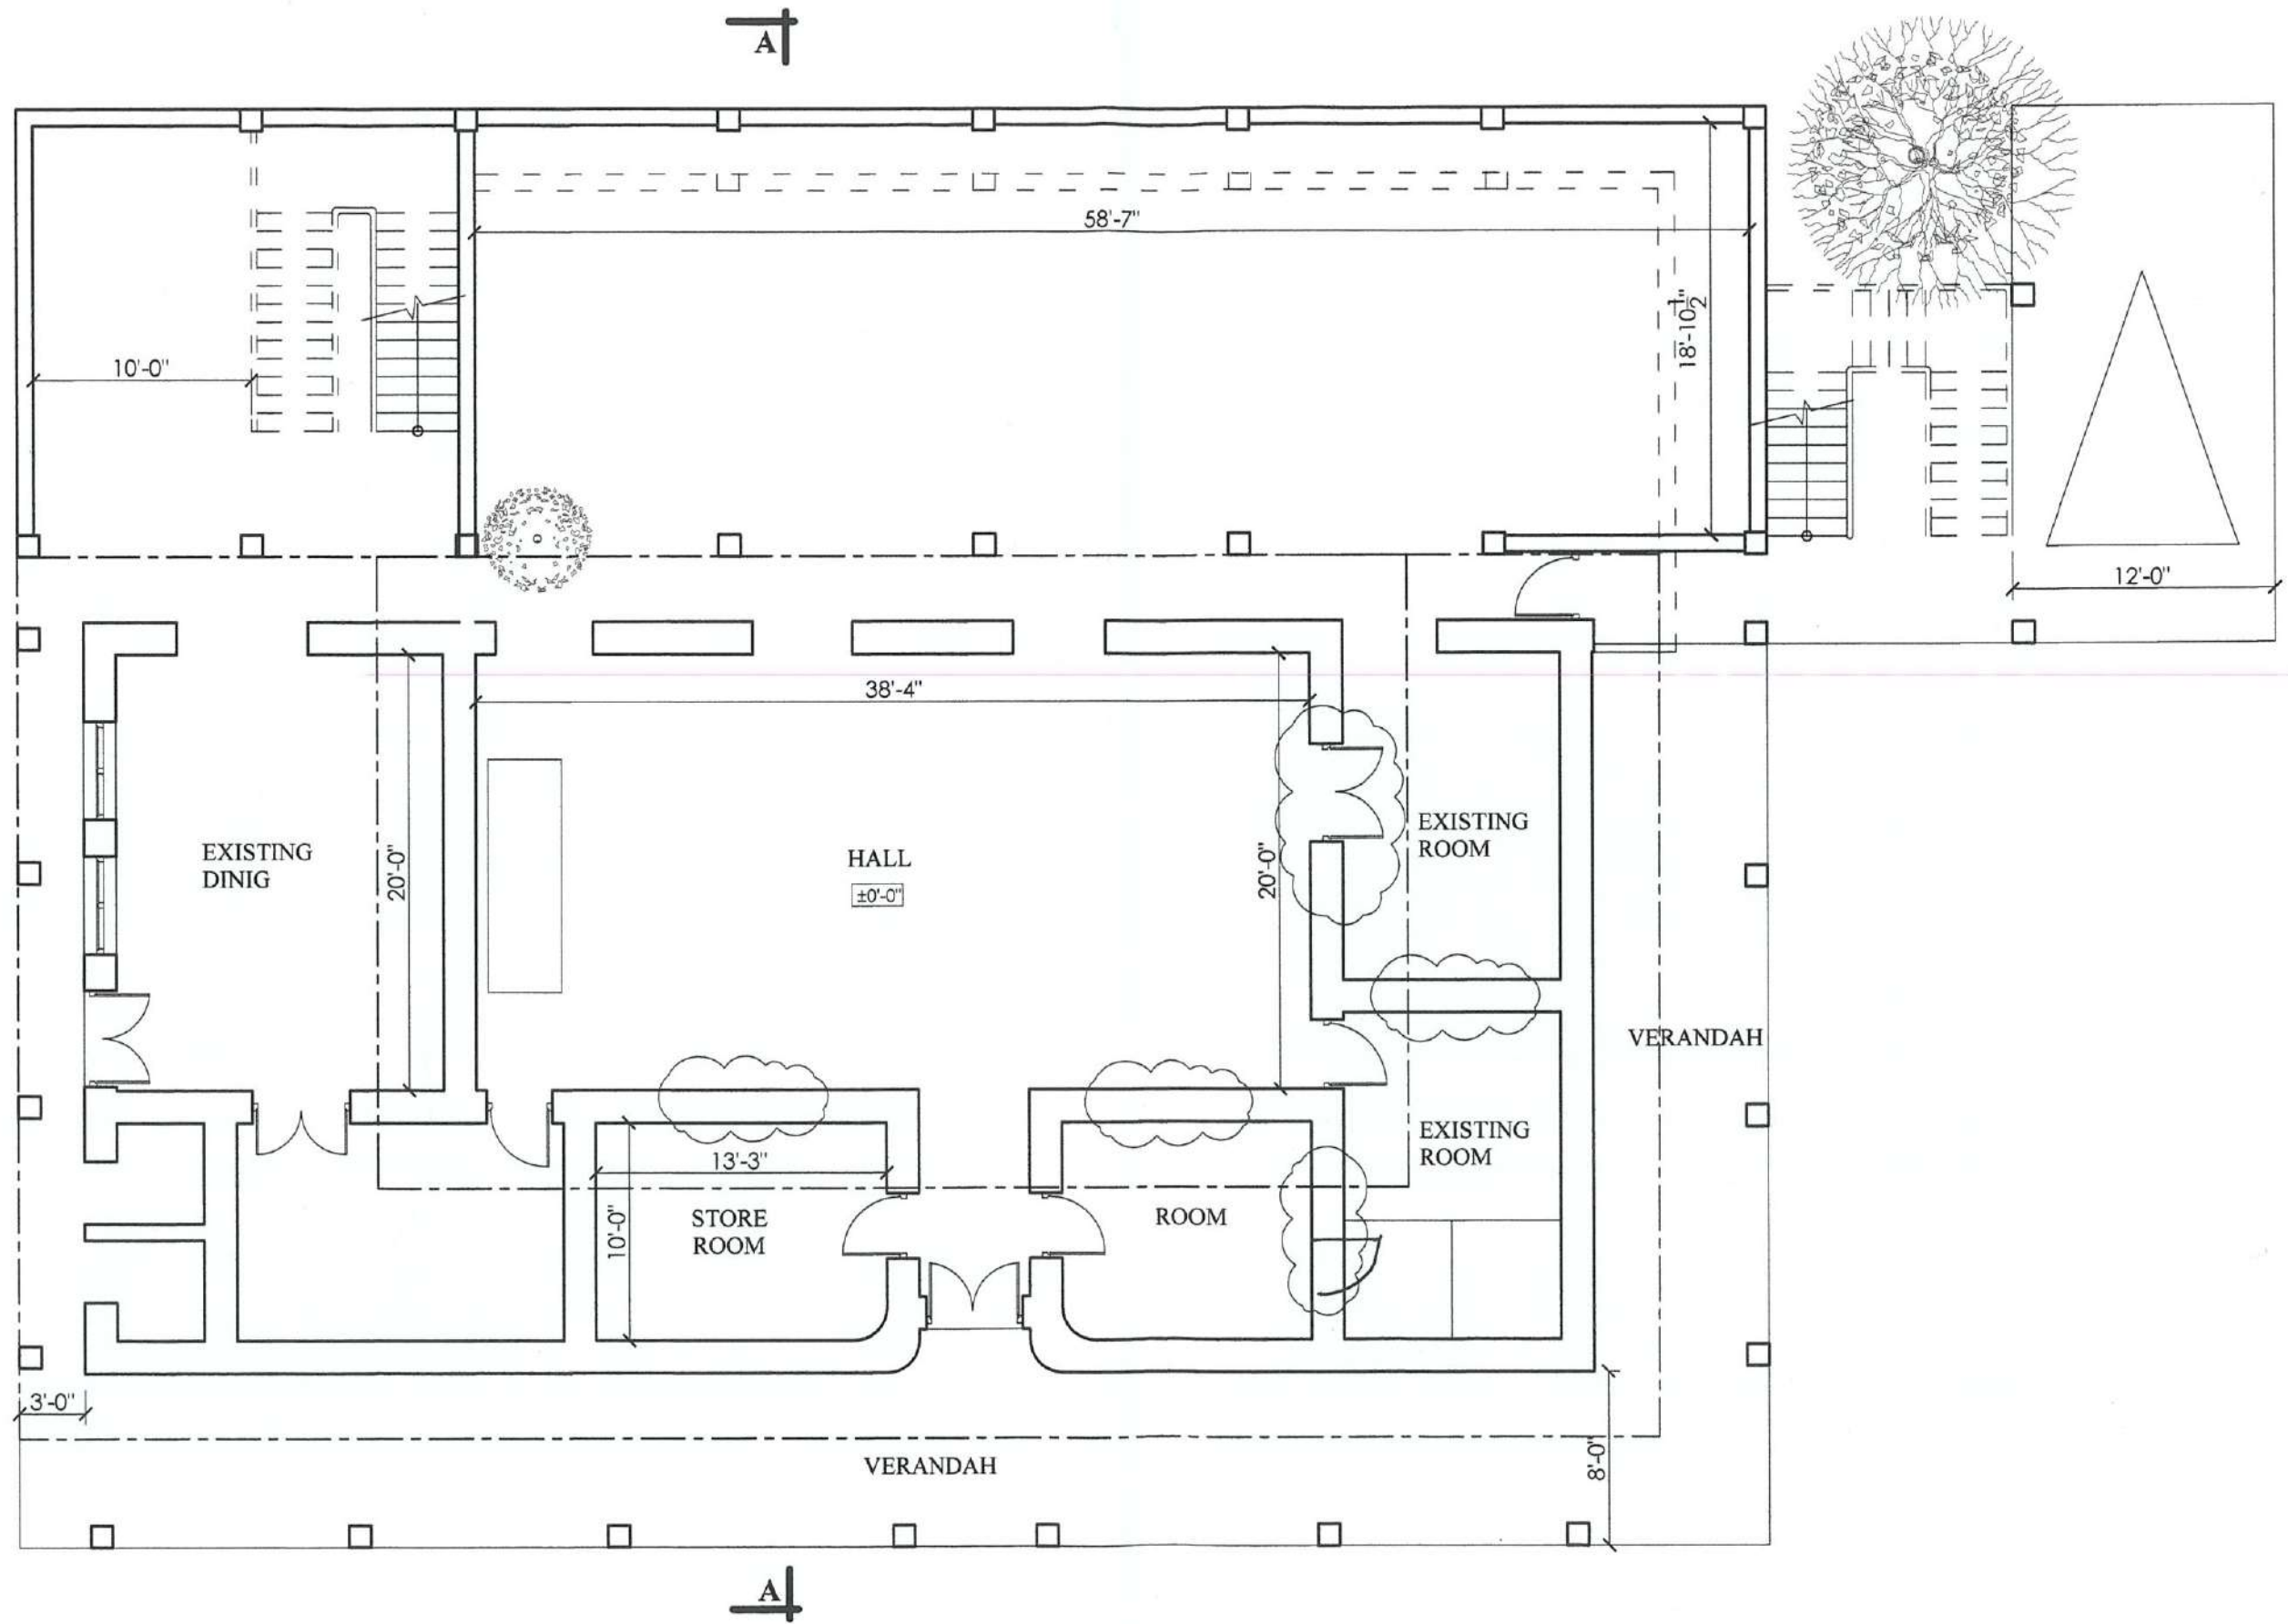 A
58'-7"
18'-10 1/2"
10'-0"
12'-0"
38'-4"
EXISTING
DINIG
20'-0"
HALL
±0'-0"
20'-0"
EXISTING
ROOM
VERANDAH
13'-3"
10'-0"
STORE
ROOM
ROOM
EXISTING
ROOM
3'-0"
VERANDAH
8'-0"
A